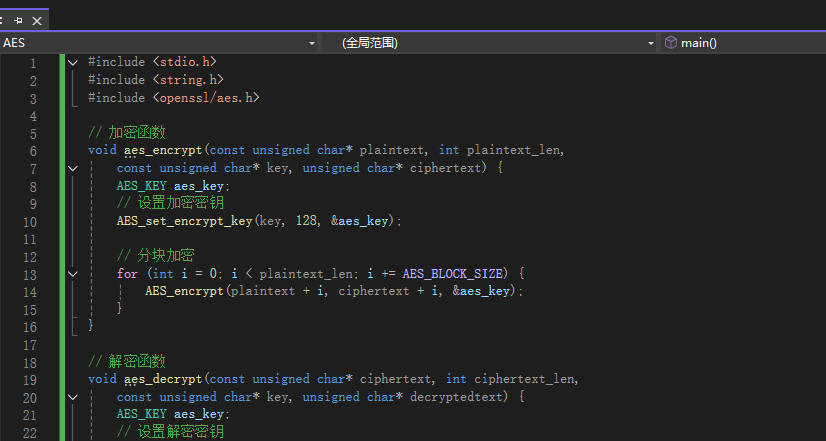 AES (全局范围) main()
1 #include <stdio.h>
2 #include <string.h>
3 #include <openssl/aes.h>
4
5 // 加密函数
6 void aes_encrypt(const unsigned char* plaintext, int plaintext_len,
7 const unsigned char* key, unsigned char* ciphertext) {
8 AES_KEY aes_key;
9 // 设置加密密钥
10 AES_set_encrypt_key(key, 128, &aes_key);
11
12 // 分块加密
13 for (int i = 0; i < plaintext_len; i += AES_BLOCK_SIZE) {
14 AES_encrypt(plaintext + i, ciphertext + i, &aes_key);
15 }
16 }
17
18 // 解密函数
19 void aes_decrypt(const unsigned char* ciphertext, int ciphertext_len,
20 const unsigned char* key, unsigned char* decryptedtext) {
21 AES_KEY aes_key;
22 // 设置解密密钥